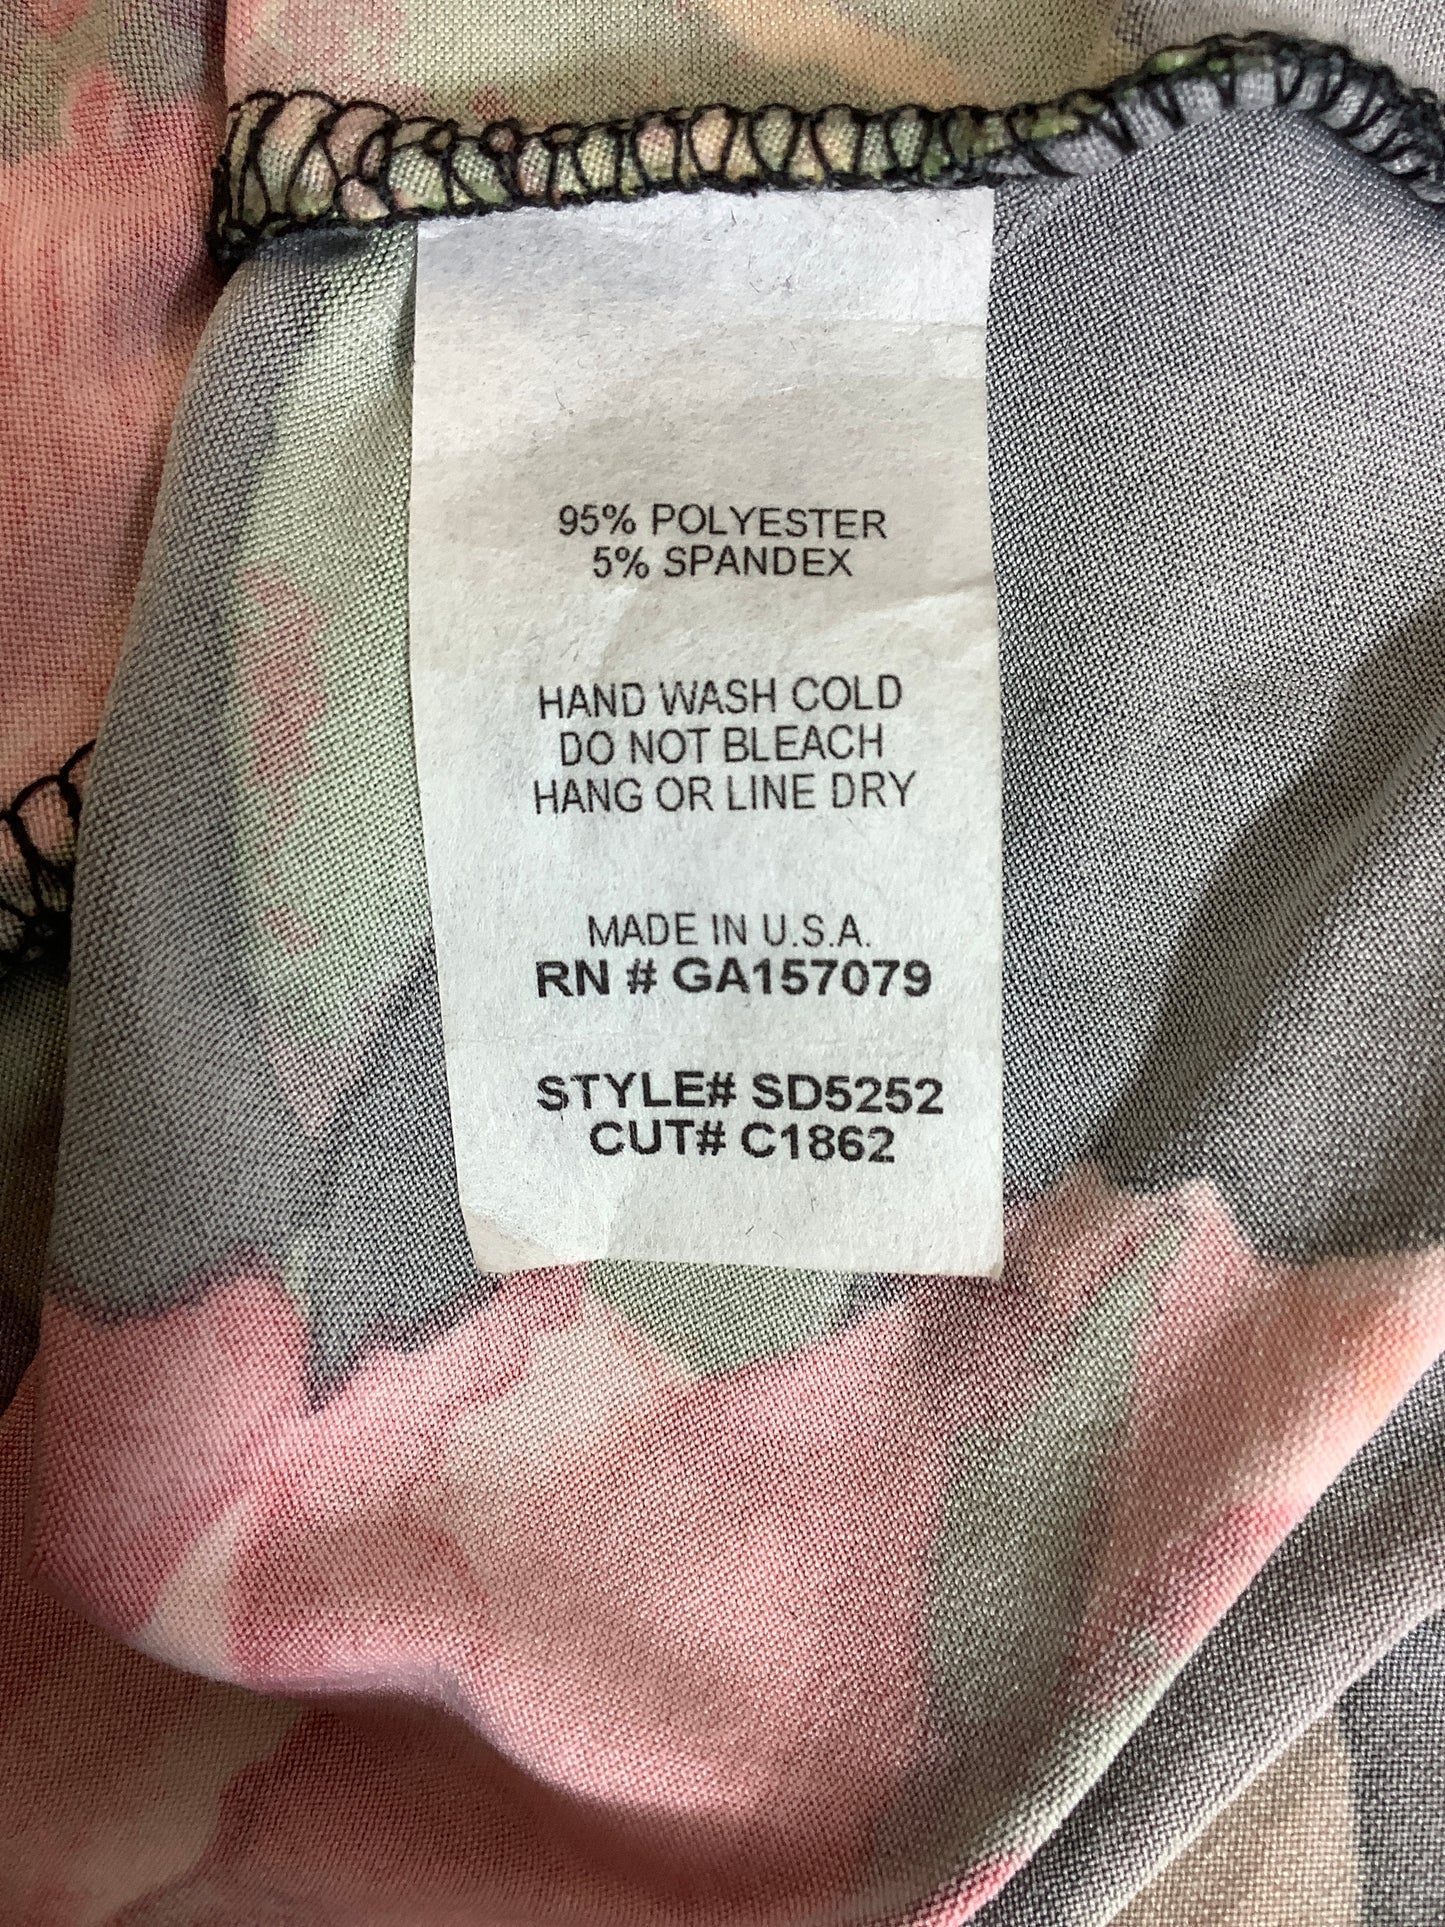 95% POLYESTER
5% SPANDEX
HAND WASH COLD
DO NOT BLEACH
HANG OR LINE DRY
MADE IN U.S.A.
RN # GA157079
STYLE# SD5252
CUT# C1862